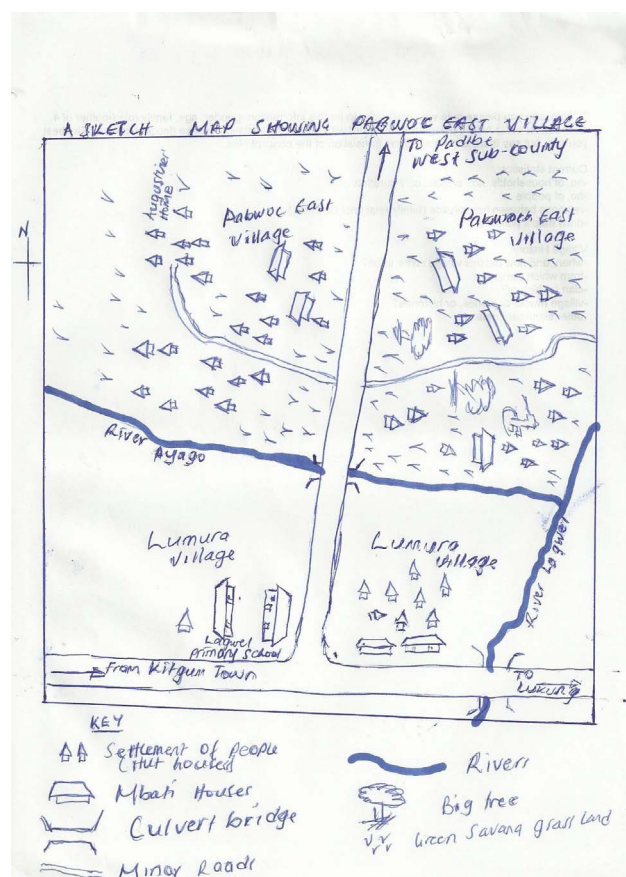 A SKETCH MAP SHOWING PABWOC EAST VILLAGE
To Padibe
West Sub-County
N
Augustines
Home
Pabwoc East
Village
Pabwoch East
Village
River
Ayago
Lumura
Village
Lumura
Village
River Lagwel
Lagwel
Primary School
From Kitgum Town
To
Lukung
KEY
Settlement of People
(Hut houses)
Mbati Houses
Culvert bridge
Minor Roads
Rivers
Big tree
Green Savana grass land